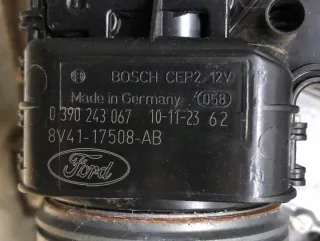 BOSCH CEP2 12V
Made in Germany 058
0 390 243 067 10-11-23 62
8V41-17508-AB
Ford